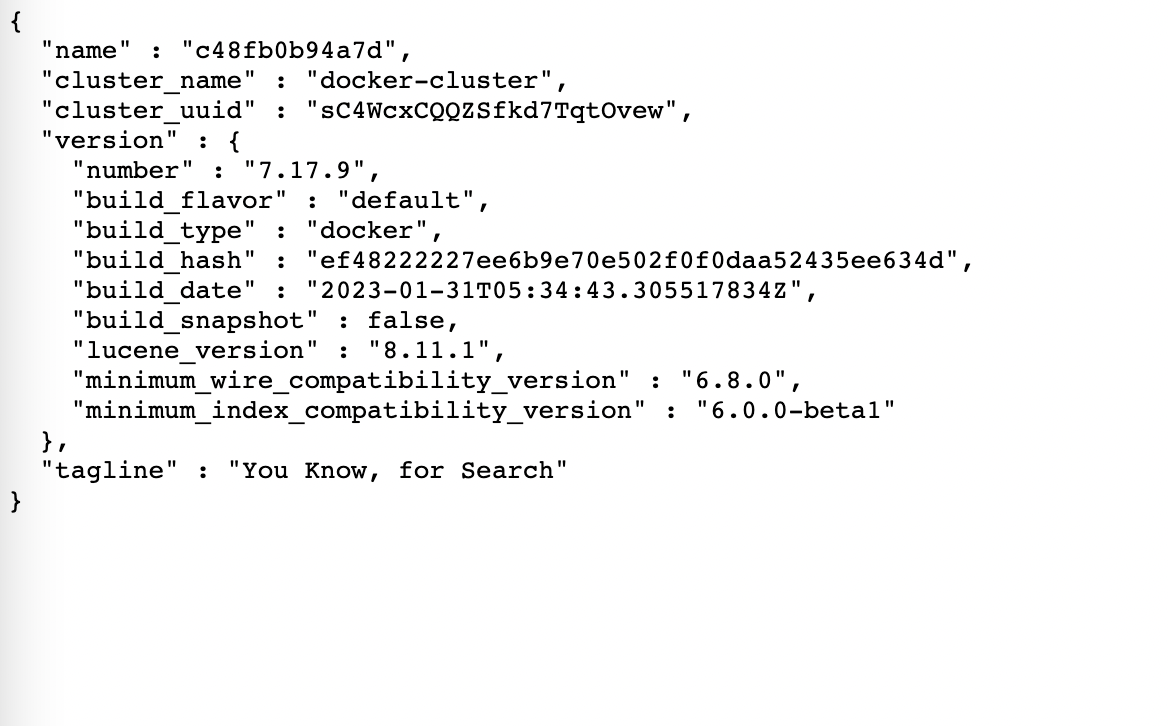 {
  "name" : "c48fb0b94a7d",
  "cluster_name" : "docker-cluster",
  "cluster_uuid" : "sC4WcxCQQZSfkd7TqtOvew",
  "version" : {
    "number" : "7.17.9",
    "build_flavor" : "default",
    "build_type" : "docker",
    "build_hash" : "ef48222227ee6b9e70e502f0f0daa52435ee634d",
    "build_date" : "2023-01-31T05:34:43.305517834Z",
    "build_snapshot" : false,
    "lucene_version" : "8.11.1",
    "minimum_wire_compatibility_version" : "6.8.0",
    "minimum_index_compatibility_version" : "6.0.0-beta1"
  },
  "tagline" : "You Know, for Search"
}